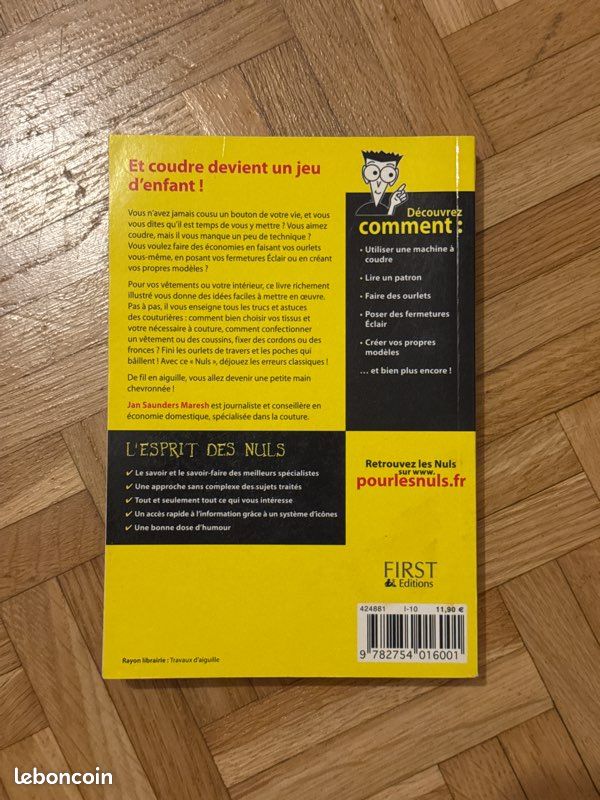 Et coudre devient un jeu
d'enfant !
Vous n'avez jamais cousu un bouton de votre vie, et vous
vous dites qu'il est temps de vous y mettre ? Vous aimez
coudre, mais il vous manque un peu de technique ?
Vous voulez faire des économies en faisant vos ourlets
vous-même, en posant vos fermetures Éclair ou en créant
vos propres modèles ?
Pour vos vêtements ou votre intérieur, ce livre richement
illustré vous donne des idées faciles à mettre en œuvre.
Pas à pas, il vous enseigne tous les trucs et astuces
des couturières : comment bien choisir vos tissus et
votre nécessaire à couture, comment confectionner
un vêtement ou des coussins, fixer des cordons ou des
fronces ? Fini les ourlets de travers et les poches qui
bâillent ! Avec ce « Nuls », déjouez les erreurs classiques !
De fil en aiguille, vous allez devenir une petite main
chevronnée !
Jan Saunders Maresh est journaliste et conseillère en
économie domestique, spécialisée dans la couture.
Découvrez
comment :
• Utiliser une machine à
coudre
• Lire un patron
• Faire des ourlets
• Poser des fermetures
Éclair
• Créer vos propres
modèles
… et bien plus encore !
L'ESPRIT DES NULS
✓ Le savoir et le savoir-faire des meilleurs spécialistes
✓ Une approche sans complexe des sujets traités
✓ Tout et seulement tout ce qui vous intéresse
✓ Un accès rapide à l'information grâce à un système d'icônes
✓ Une bonne dose d'humour
Retrouvez les Nuls
sur www.
pourlesnuls.fr
FIRST
Editions
424881 I-10 11,90 €
9 782754 016001
Rayon librairie : Travaux d'aiguille
leboncoin